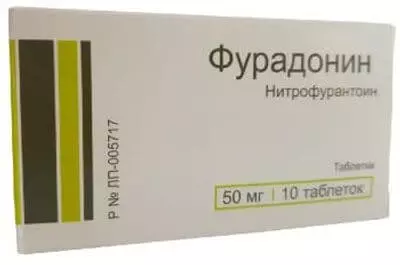 Фурадонин
Нитрофурантоин
Таблетки
50 мг 10 таблеток
Р № ЛП-005717